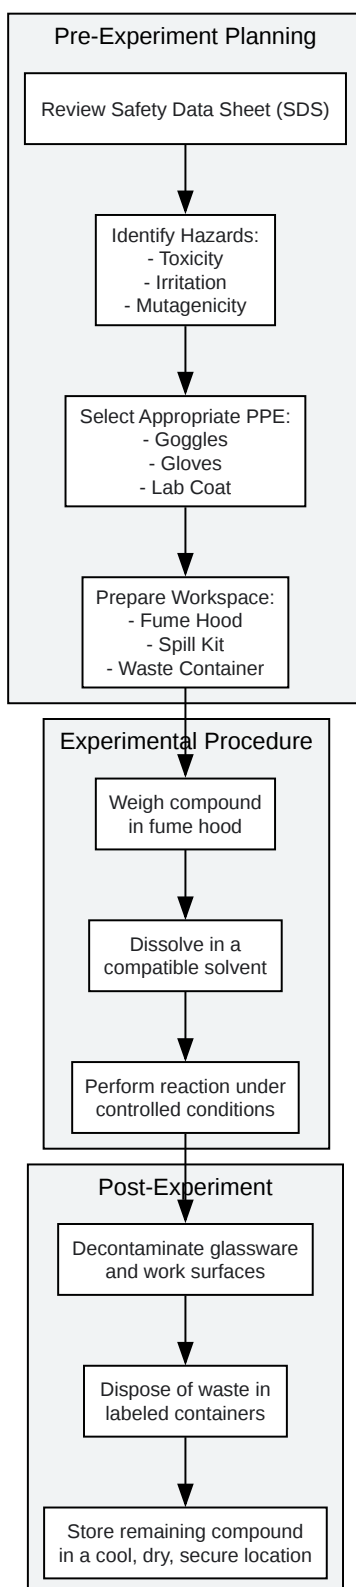 Pre-Experiment Planning
Review Safety Data Sheet (SDS)
Identify Hazards:
- Toxicity
- Irritation
- Mutagenicity
Select Appropriate PPE:
- Goggles
- Gloves
- Lab Coat
Prepare Workspace:
- Fume Hood
- Spill Kit
- Waste Container
Experimental Procedure
Weigh compound
in fume hood
Dissolve in a
compatible solvent
Perform reaction under
controlled conditions
Post-Experiment
Decontaminate glassware
and work surfaces
Dispose of waste in
labeled containers
Store remaining compound
in a cool, dry, secure location